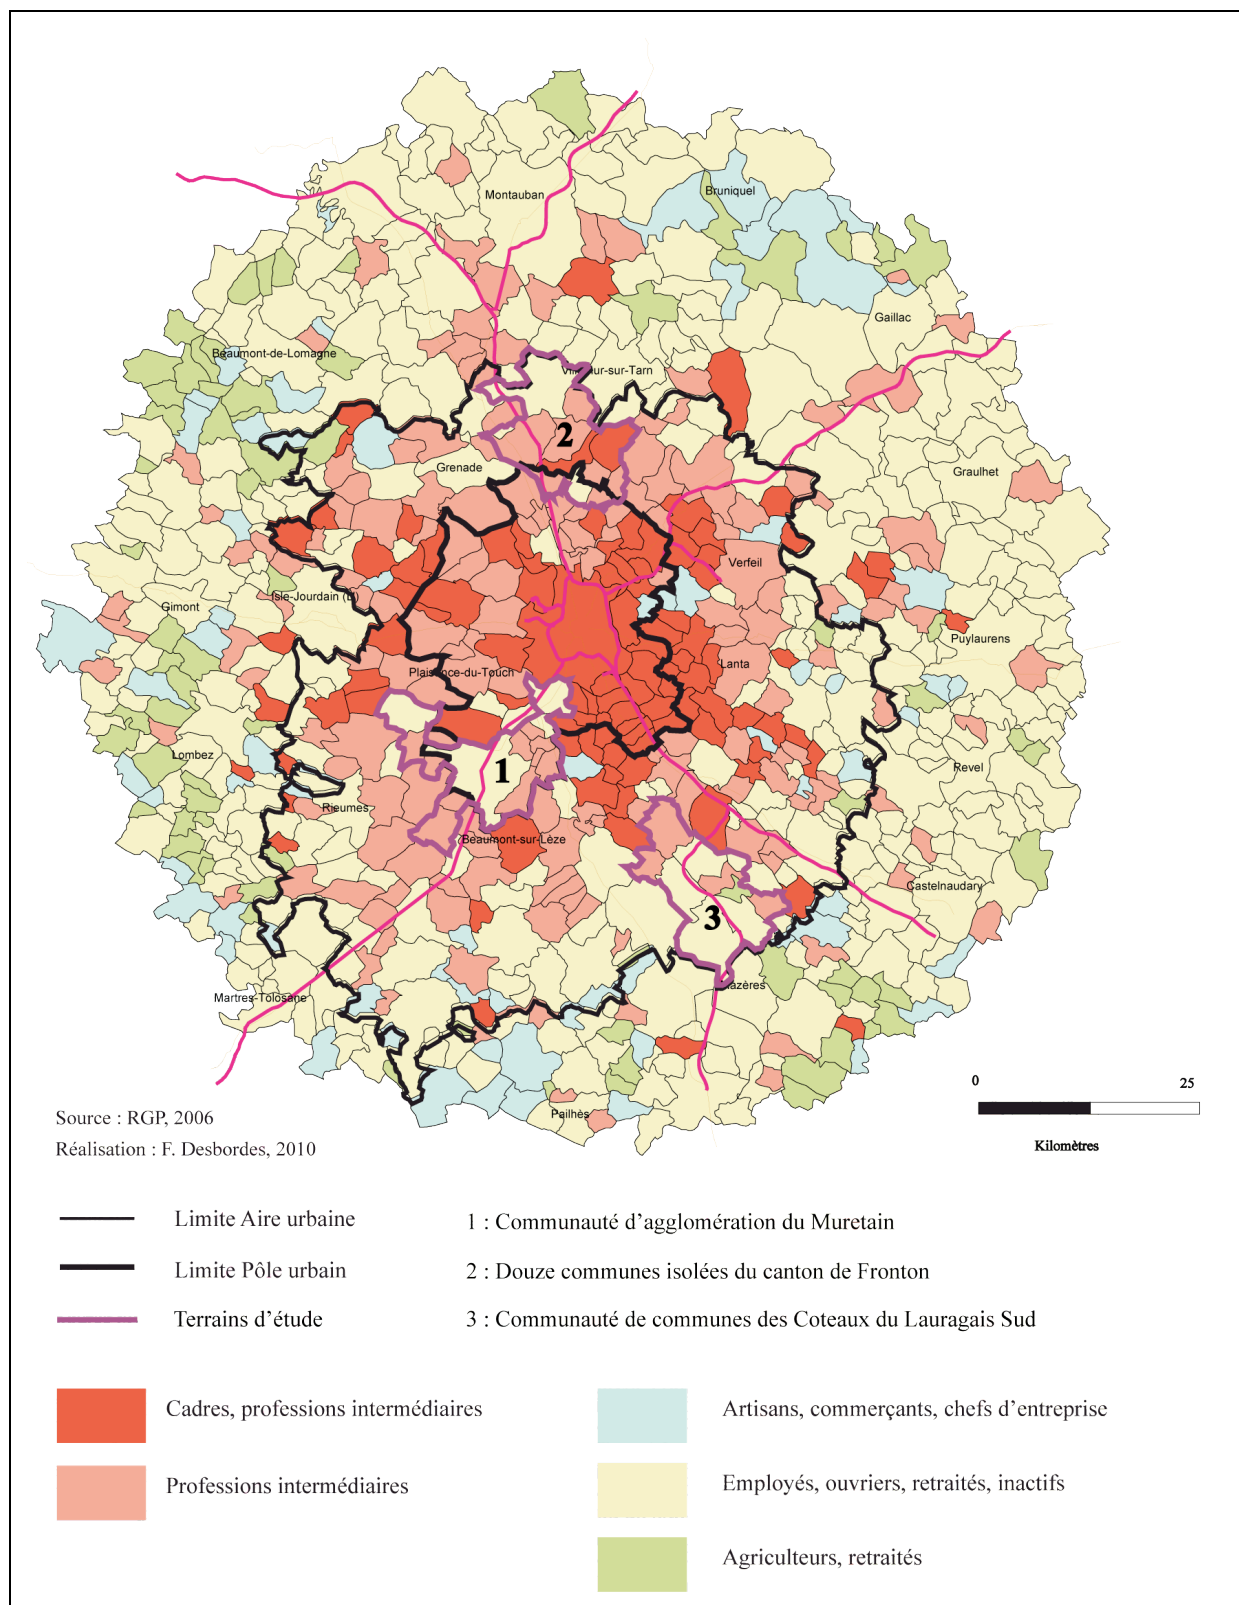 Montauban
Bruniquel
Gaillac
Beaumont-de-Lomagne
2
Grenade
Graulhet
Verfeil
Isle-Jourdain
Gimont
Puylaurens
Lanta
Plaisance-du-Touch
Lombez
1
Revel
Rieumes
Beaumont-sur-Lèze
Castelnaudary
3
Martres-Tolosane
Pailhès
0 25
Kilomètres
Source : RGP, 2006
Réalisation : F. Desbordes, 2010
Limite Aire urbaine
1 : Communauté d'agglomération du Muretain
Limite Pôle urbain
2 : Douze communes isolées du canton de Fronton
Terrains d'étude
3 : Communauté de communes des Coteaux du Lauragais Sud
Cadres, professions intermédiaires
Artisans, commerçants, chefs d'entreprise
Professions intermédiaires
Employés, ouvriers, retraités, inactifs
Agriculteurs, retraités